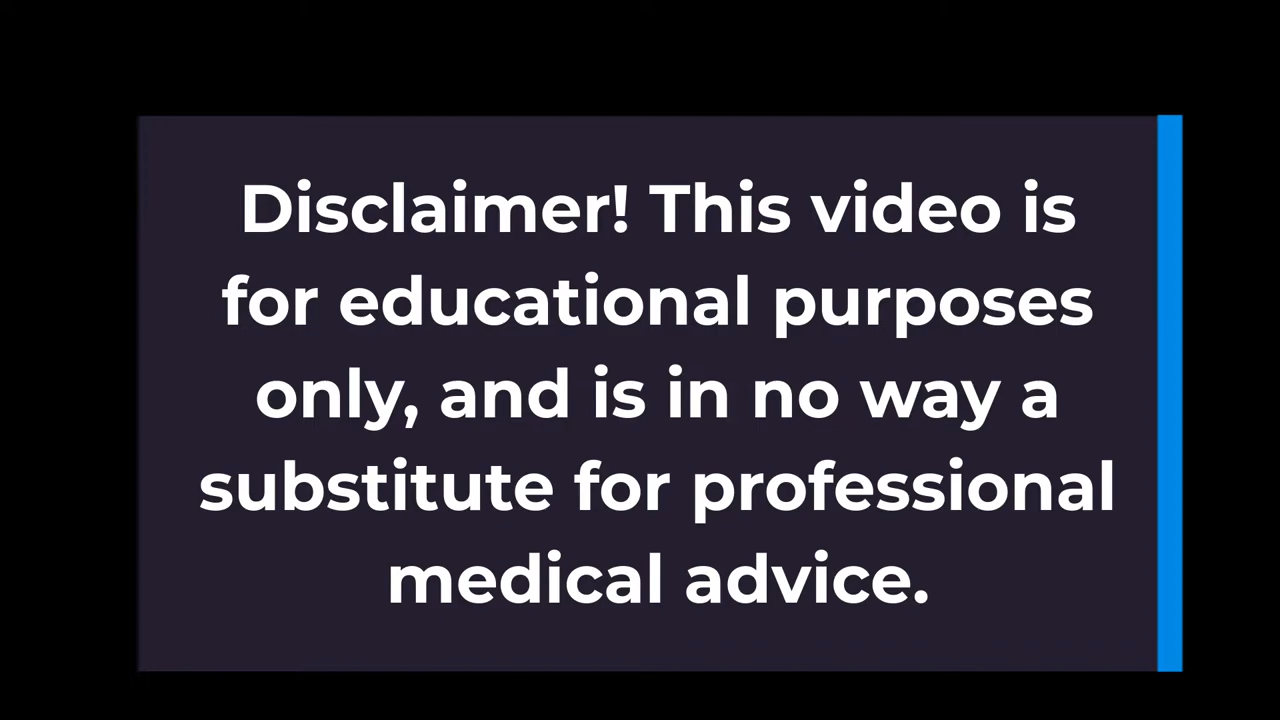 Disclaimer! This video is
for educational purposes
only, and is in no way a
substitute for professional
medical advice.